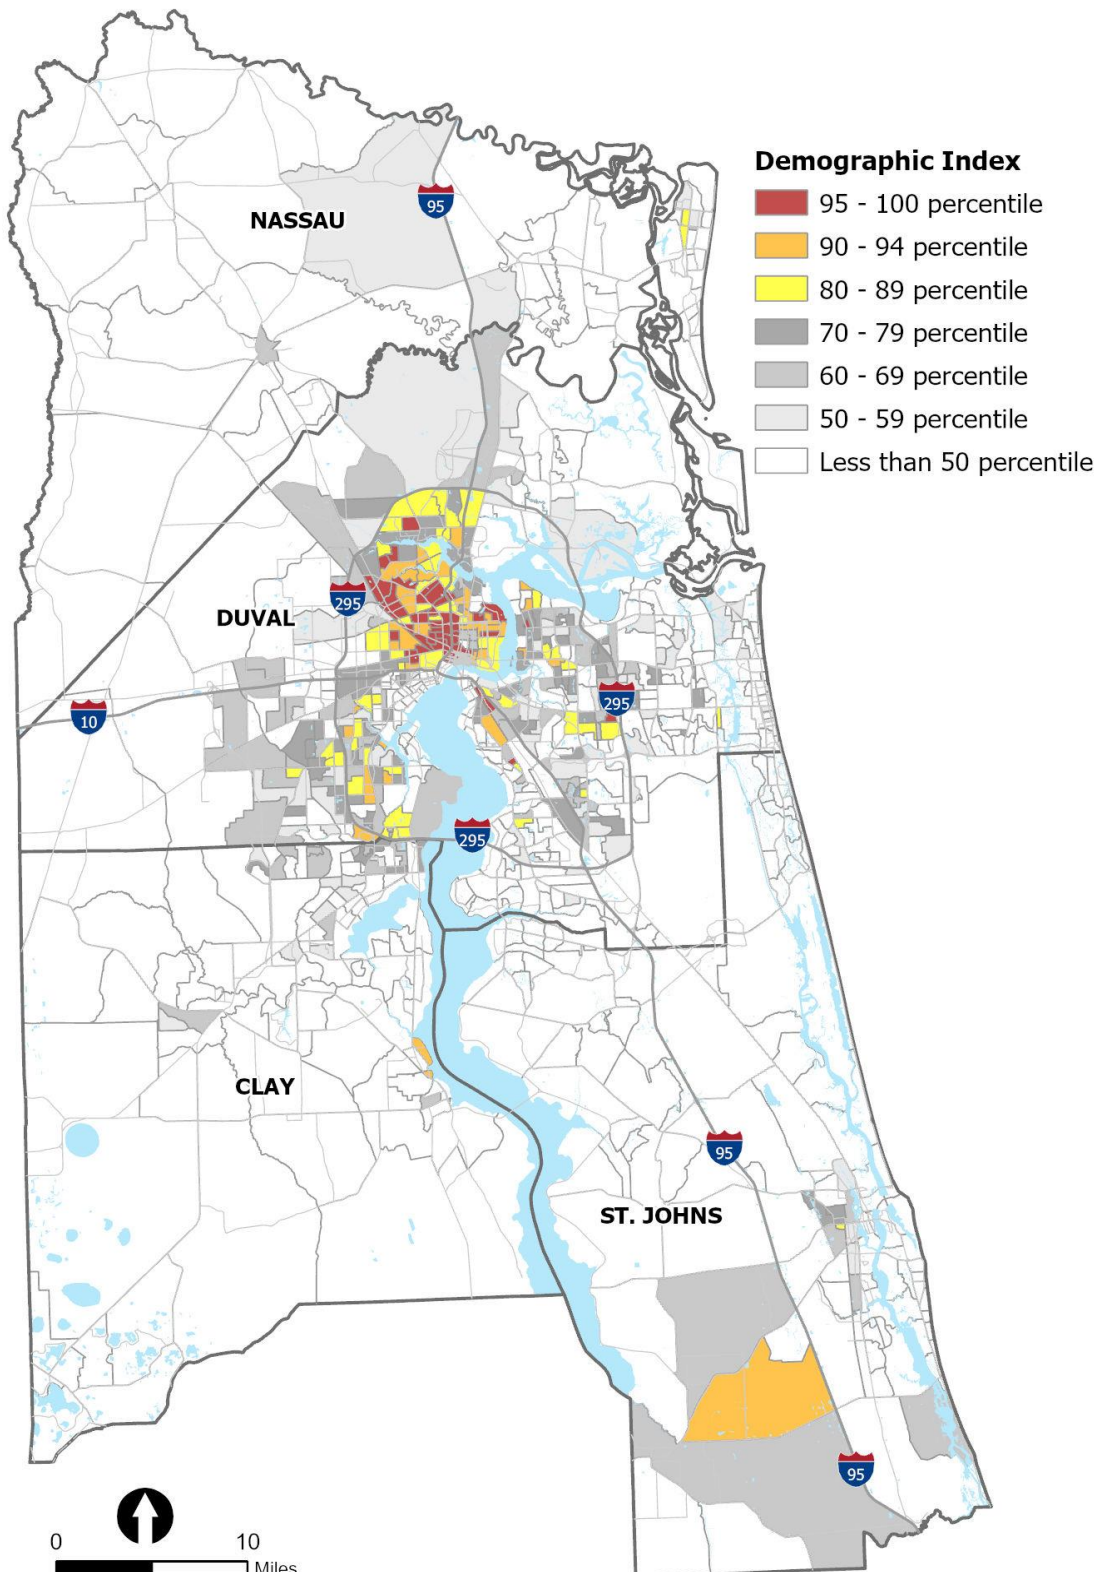 Demographic Index
95 - 100 percentile
90 - 94 percentile
80 - 89 percentile
70 - 79 percentile
60 - 69 percentile
50 - 59 percentile
Less than 50 percentile
NASSAU
95
295
DUVAL
295
10
295
CLAY
95
ST. JOHNS
95
0 10
Miles